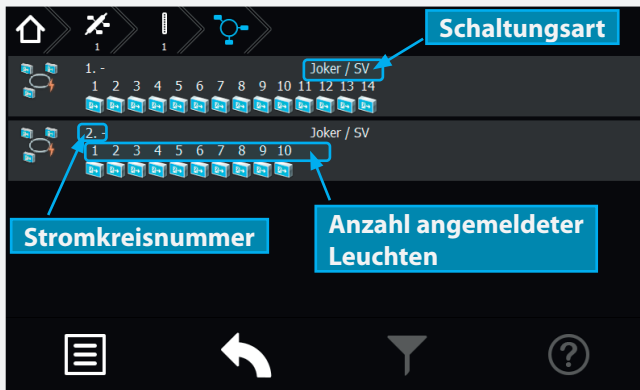 1
1
Schaltungsart
1. -
Joker / SV
1 2 3 4 5 6 7 8 9 10 11 12 13 14
2. -
Joker / SV
1 2 3 4 5 6 7 8 9 10
Stromkreisnummer
Anzahl angemeldeter
Leuchten
?